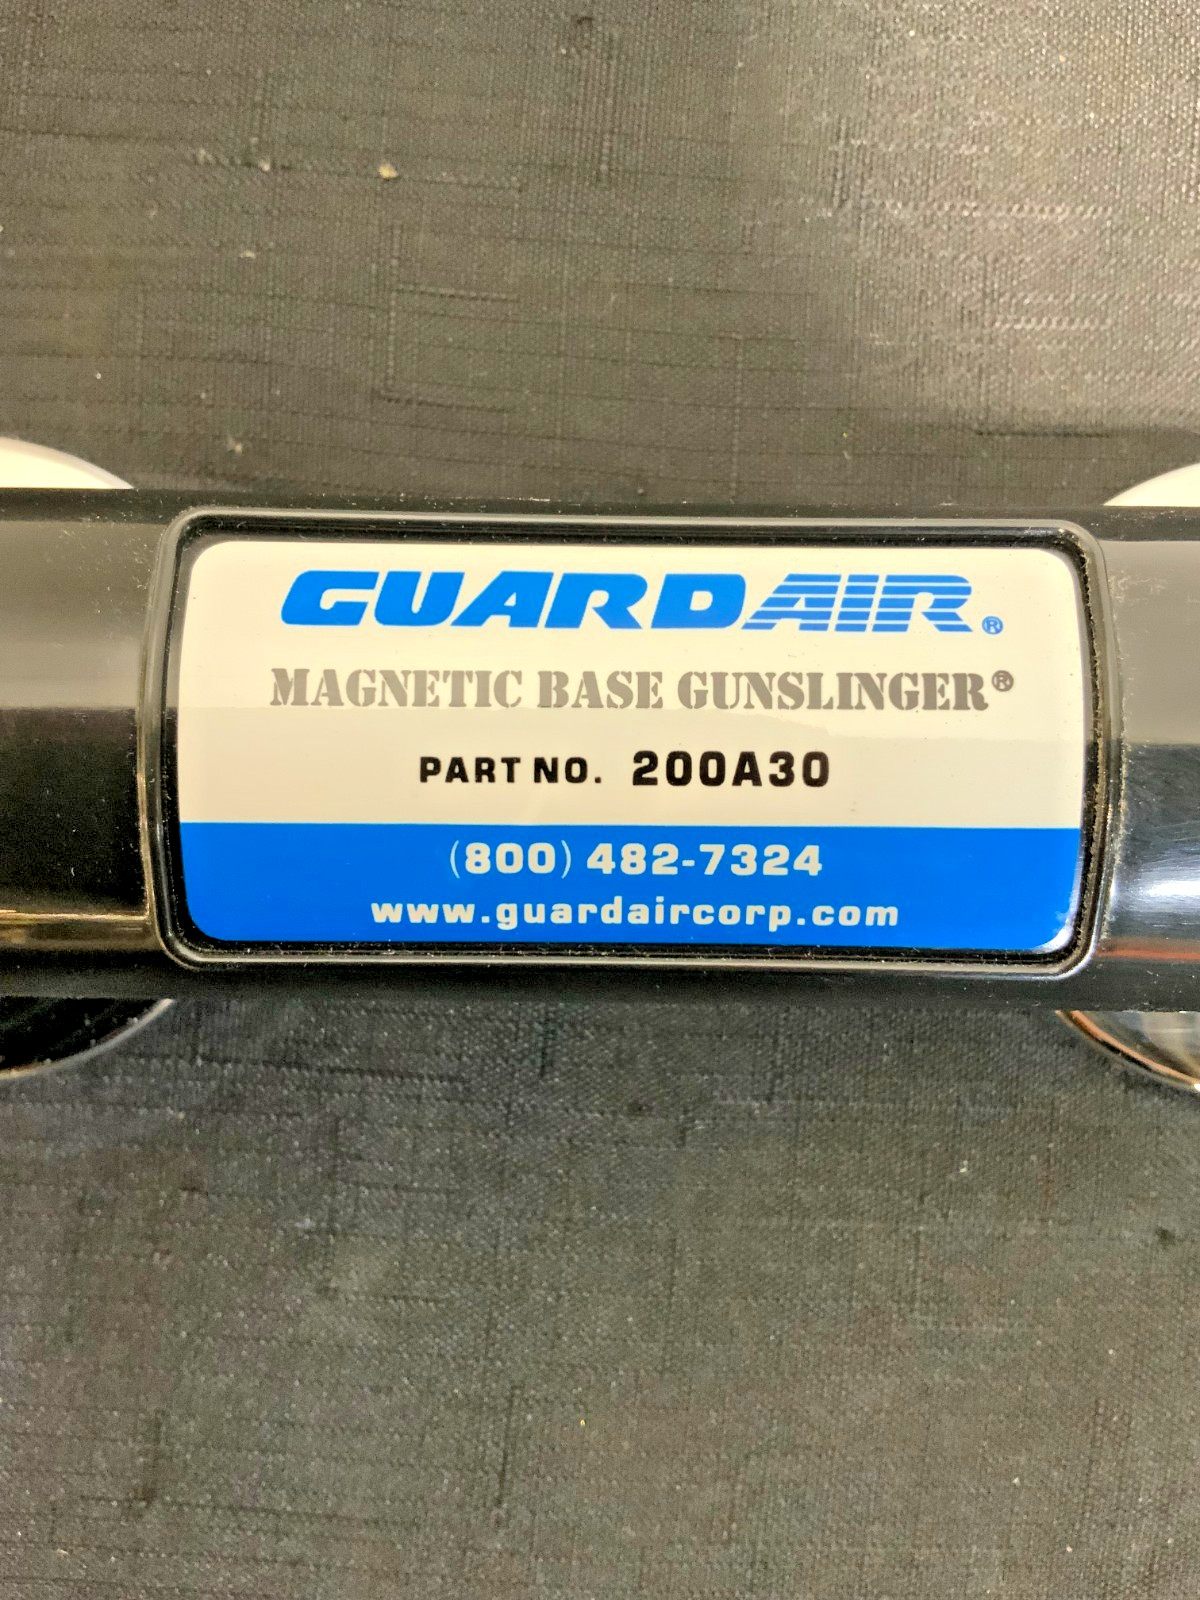 GUARDAIR®
MAGNETIC BASE GUNSLINGER®
PART NO. 200A30
(800) 482-7324
www.guardaircorp.com